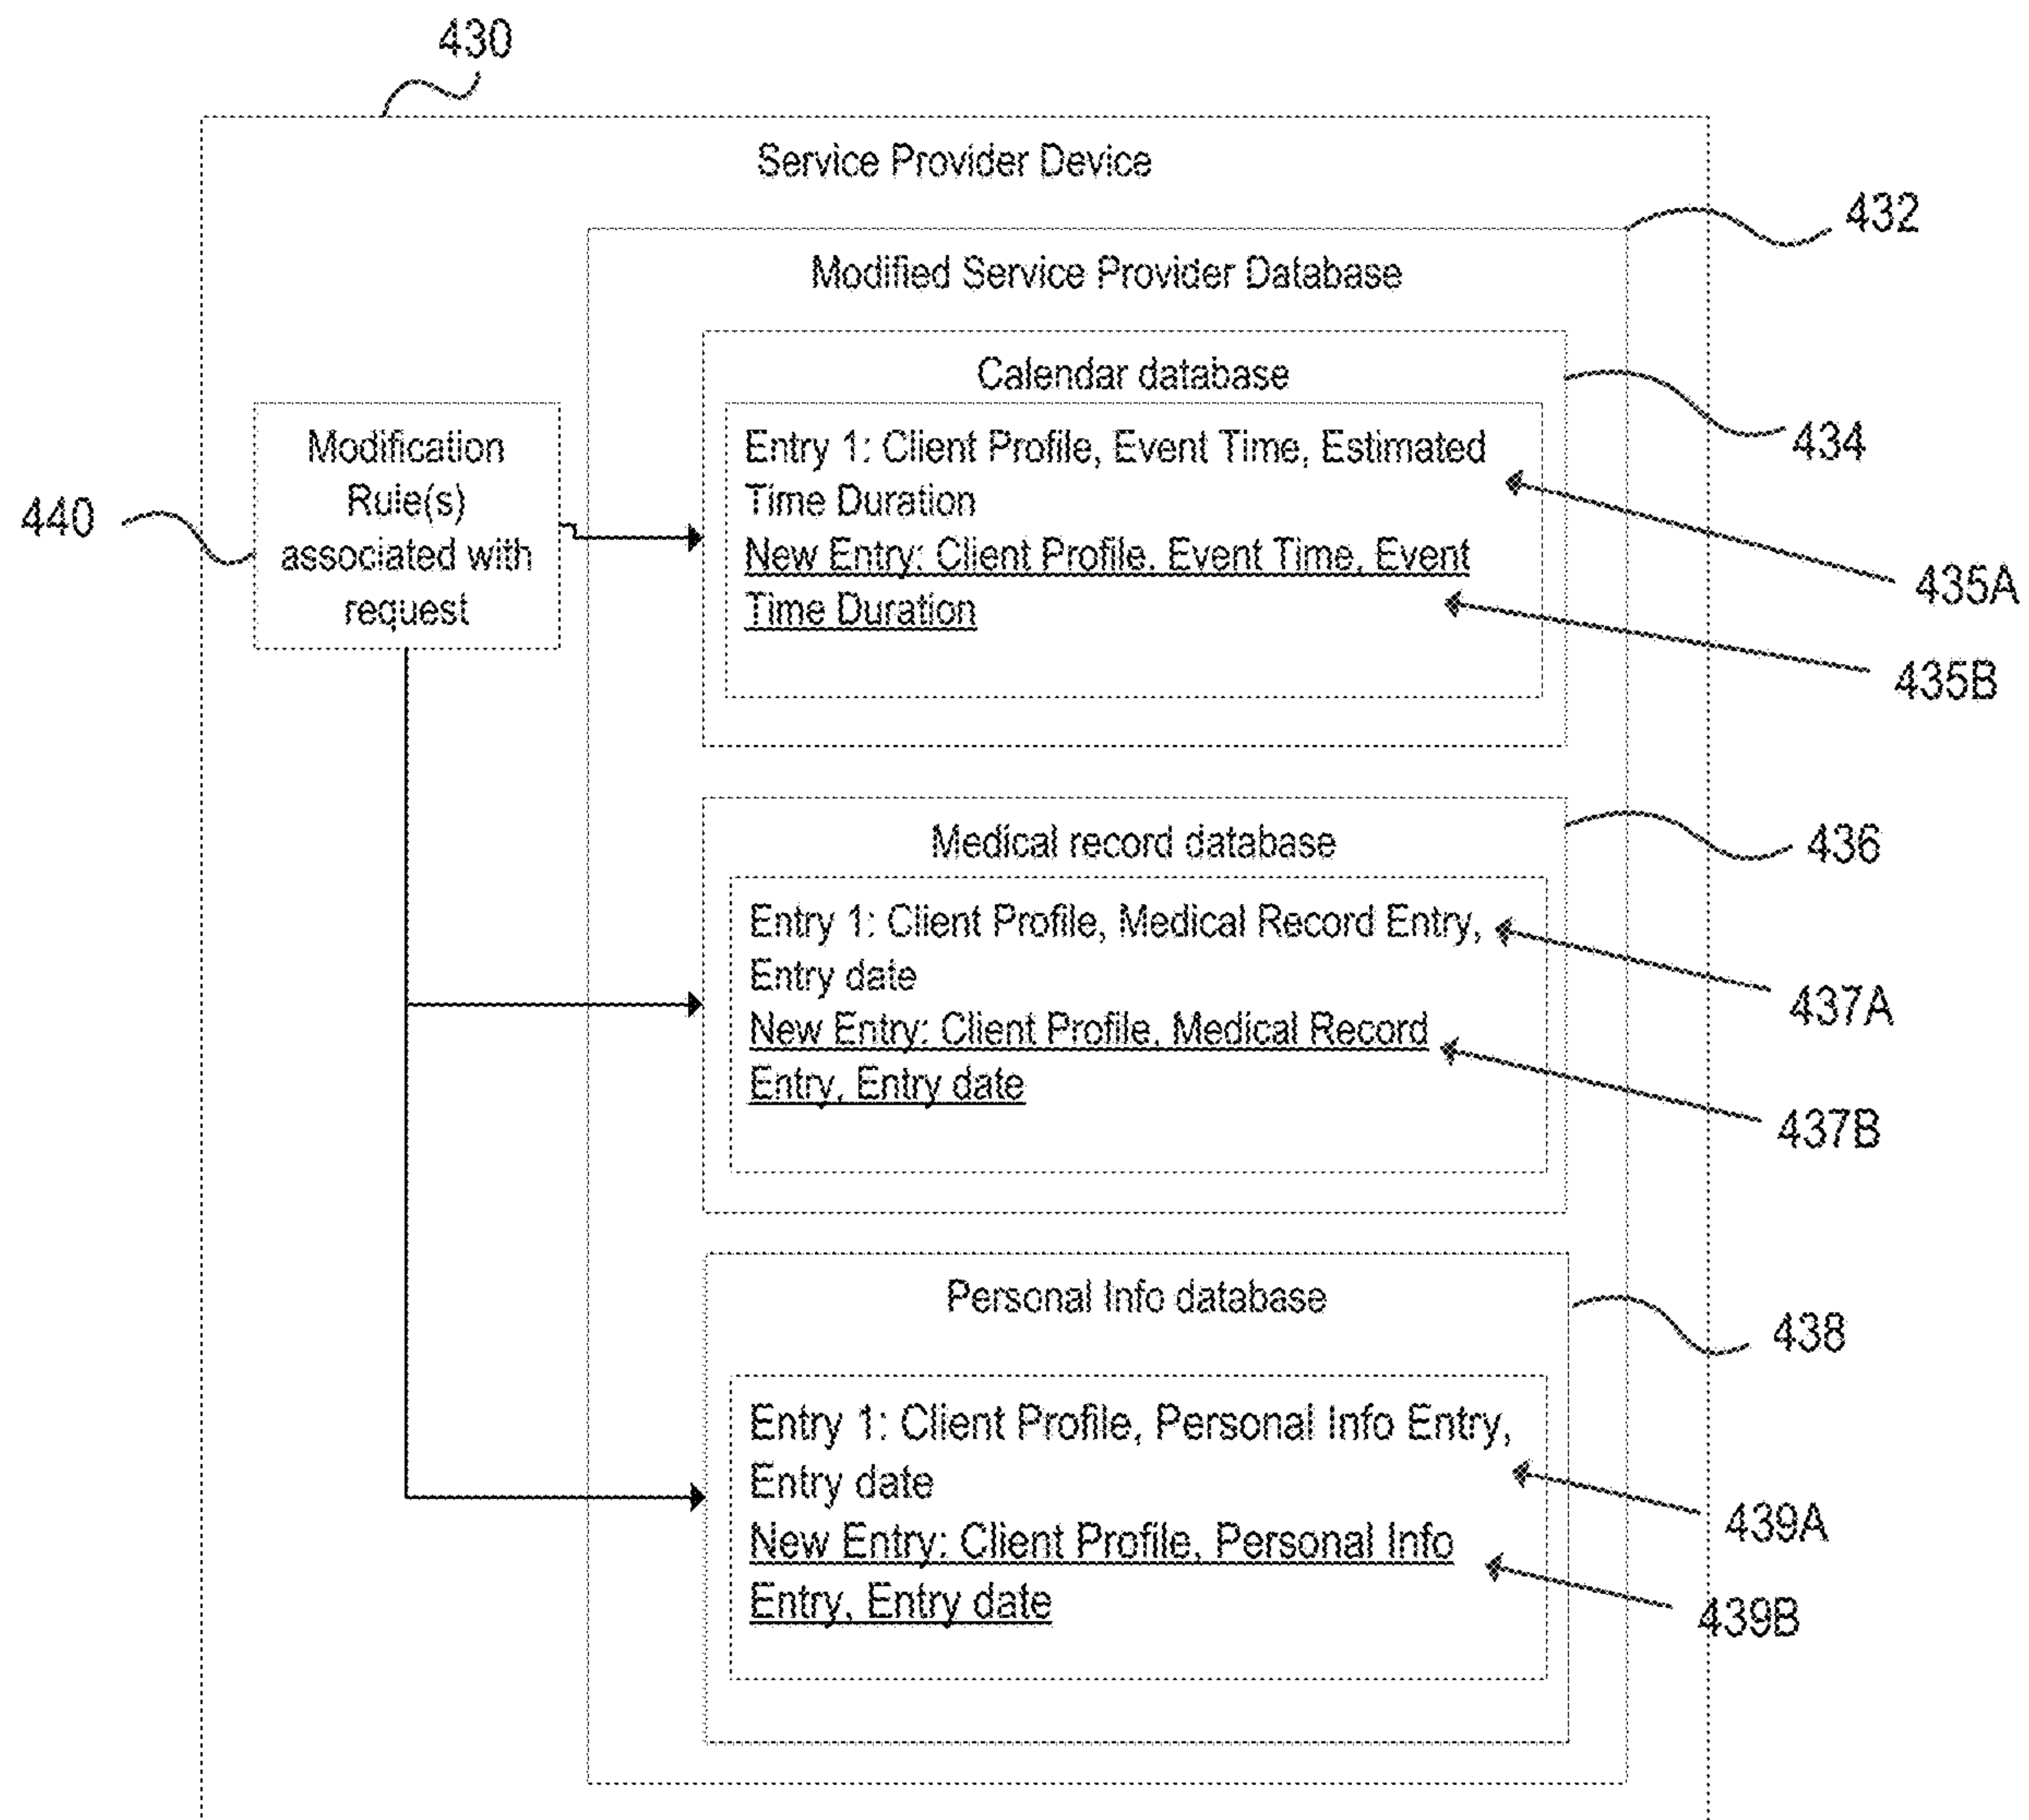 430
Service Provider Device
432
Modified Service Provider Database
Calendar database
434
Entry 1: Client Profile, Event Time, Estimated
Time Duration
New Entry: Client Profile, Event Time, Event
Time Duration
435A
435B
Modification
Rule(s)
associated with
request
440
Medical record database
436
Entry 1: Client Profile, Medical Record Entry,
Entry date
New Entry: Client Profile, Medical Record
Entry, Entry date
437A
437B
Personal Info database
438
Entry 1: Client Profile, Personal Info Entry,
Entry date
New Entry: Client Profile, Personal Info
Entry, Entry date
439A
439B